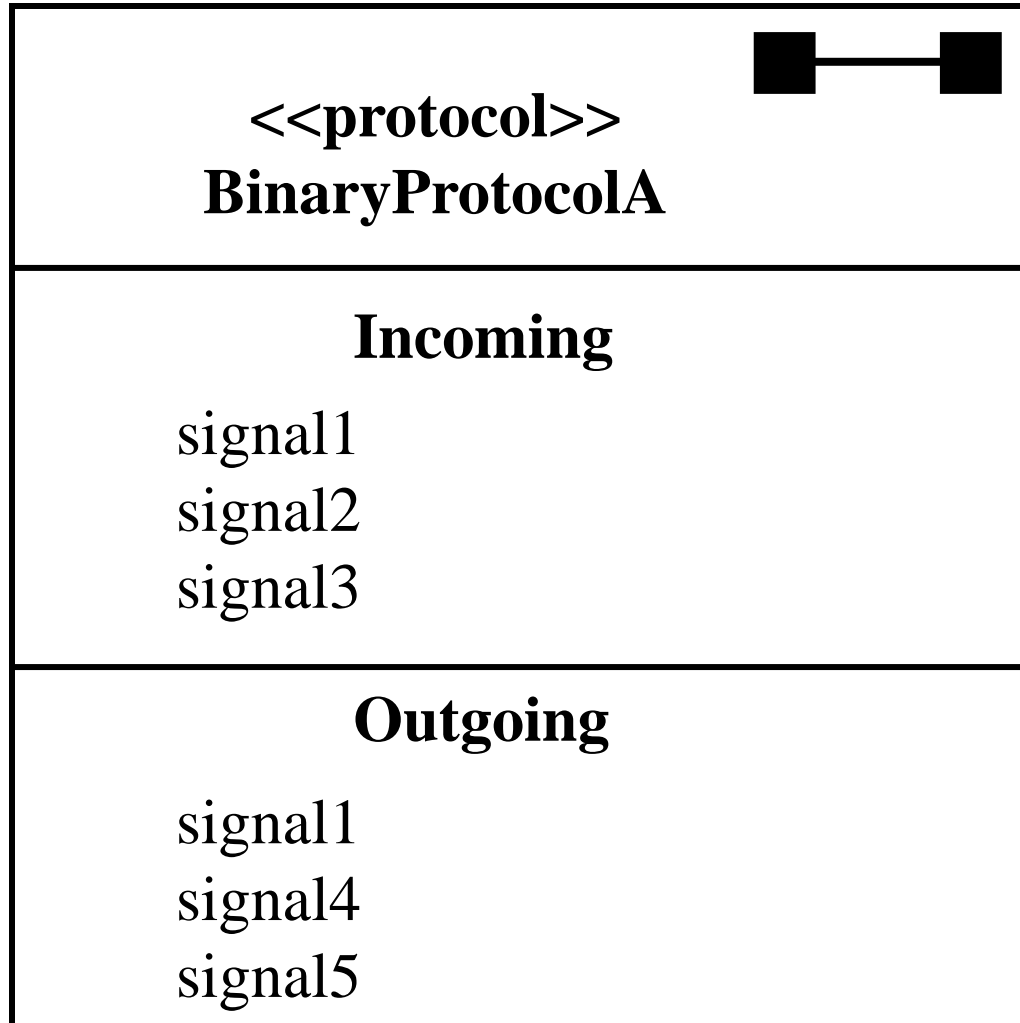 <<protocol>>
BinaryProtocolA
Incoming
signal1
signal2
signal3
Outgoing
signal1
signal4
signal5